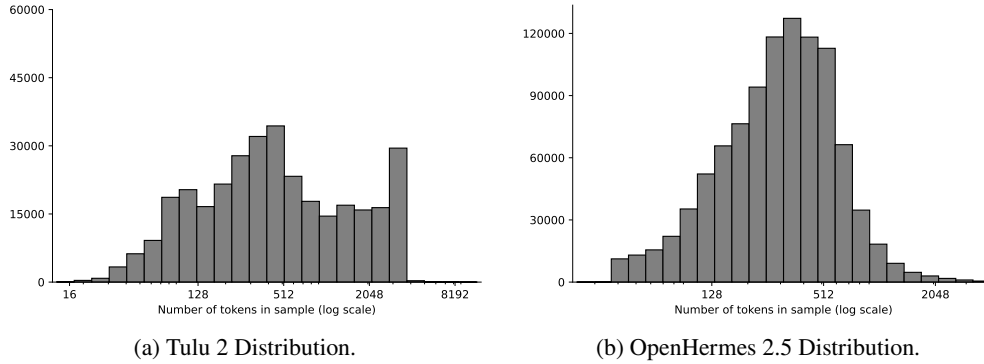 60000
45000
30000
15000
0
16 128 512 2048 8192
Number of tokens in sample (log scale)
(a) Tulu 2 Distribution.
120000
90000
60000
30000
0
128 512 2048
Number of tokens in sample (log scale)
(b) OpenHermes 2.5 Distribution.